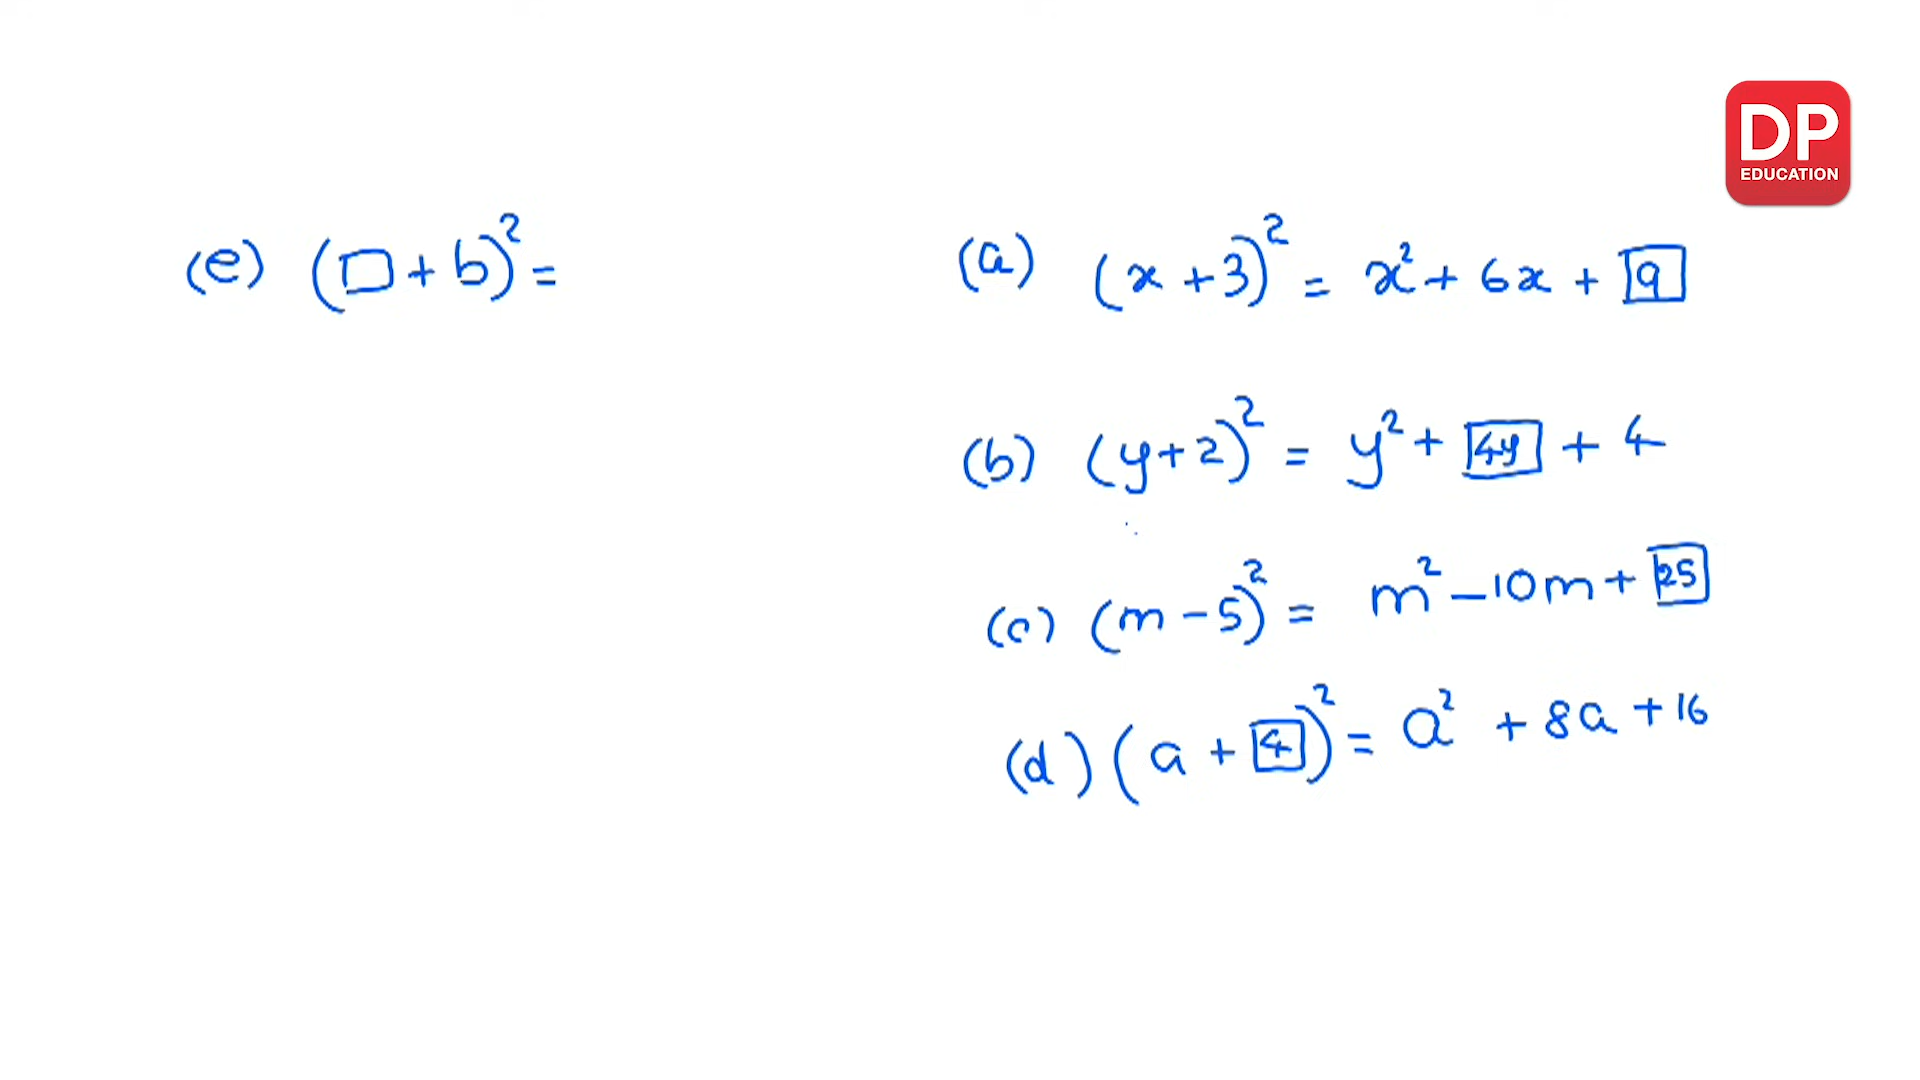 DP
EDUCATION
(e) (□ + b)² =
(a) (x + 3)² = x² + 6x + 9
(b) (y + 2)² = y² + 4y + 4
(c) (m - 5)² = m² - 10m + 25
(d) (a + 4)² = a² + 8a + 16